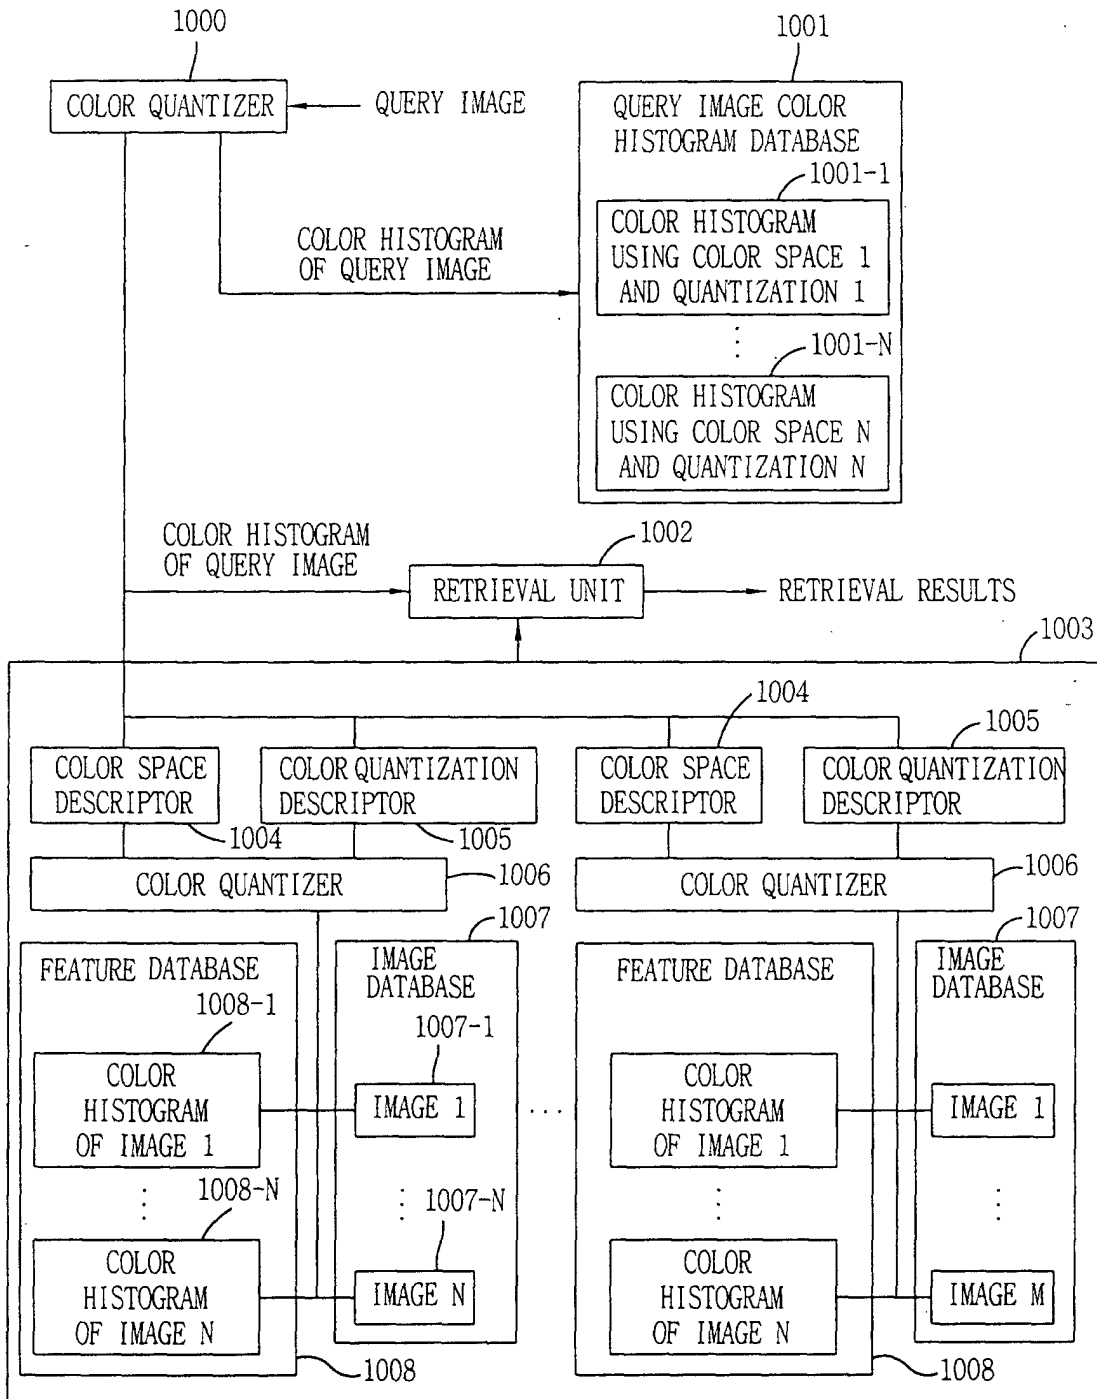 1000
COLOR QUANTIZER
QUERY IMAGE
1001
QUERY IMAGE COLOR
HISTOGRAM DATABASE
1001-1
COLOR HISTOGRAM
USING COLOR SPACE 1
AND QUANTIZATION 1
1001-N
COLOR HISTOGRAM
USING COLOR SPACE N
AND QUANTIZATION N
COLOR HISTOGRAM
OF QUERY IMAGE
COLOR HISTOGRAM
OF QUERY IMAGE
1002
RETRIEVAL UNIT
RETRIEVAL RESULTS
1003
COLOR SPACE
DESCRIPTOR
1004
COLOR QUANTIZATION
DESCRIPTOR
1005
1004
COLOR SPACE
DESCRIPTOR
1005
COLOR QUANTIZATION
DESCRIPTOR
COLOR QUANTIZER
1006
COLOR QUANTIZER
1006
FEATURE DATABASE
1008-1
COLOR
HISTOGRAM
OF IMAGE 1
1008-N
COLOR
HISTOGRAM
OF IMAGE N
1008
1007
IMAGE
DATABASE
1007-1
IMAGE 1
1007-N
IMAGE N
FEATURE DATABASE
COLOR
HISTOGRAM
OF IMAGE 1
COLOR
HISTOGRAM
OF IMAGE N
1008
1007
IMAGE
DATABASE
IMAGE 1
IMAGE M